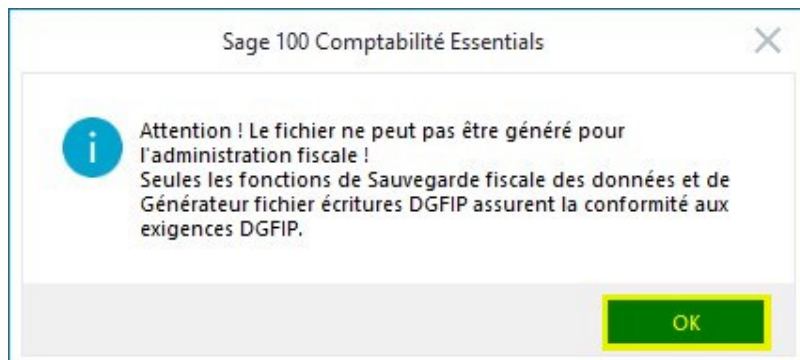 Sage 100 Comptabilité Essentials
Attention ! Le fichier ne peut pas être généré pour
l'administration fiscale !
Seules les fonctions de Sauvegarde fiscale des données et de
Générateur fichier écritures DGFIP assurent la conformité aux
exigences DGFIP.
OK